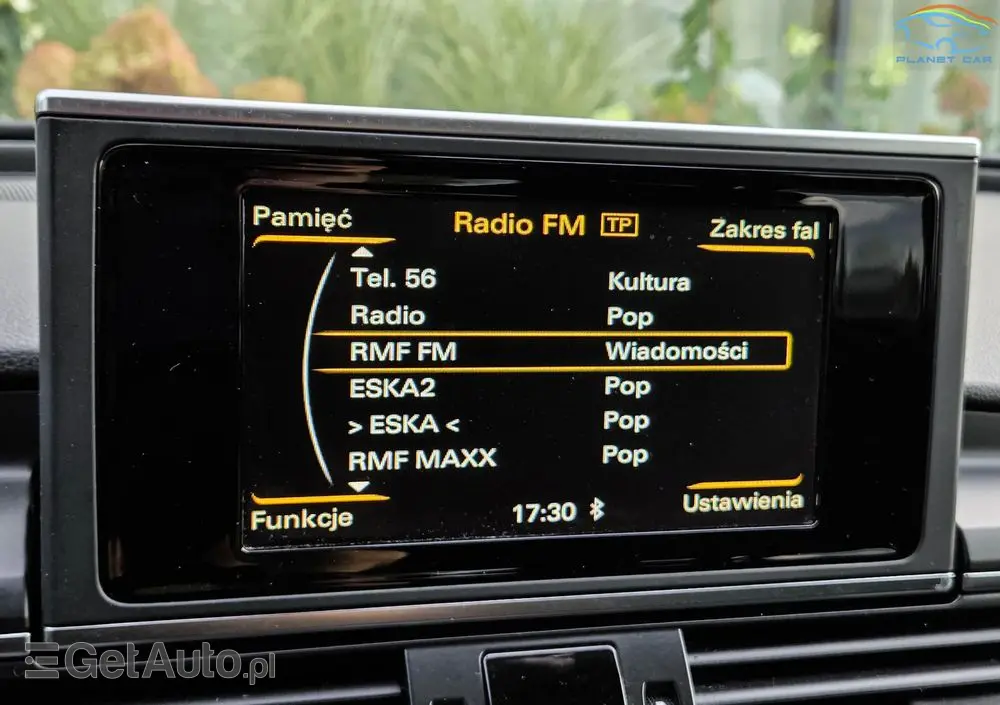 PLANET CAR
Pamięć
Radio FM TP
Zakres fal
Tel. 56 Kultura
Radio Pop
RMF FM Wiadomości
ESKA2 Pop
> ESKA < Pop
RMF MAXX Pop
Funkcje
17:30
Ustawienia
GetAuto.pl